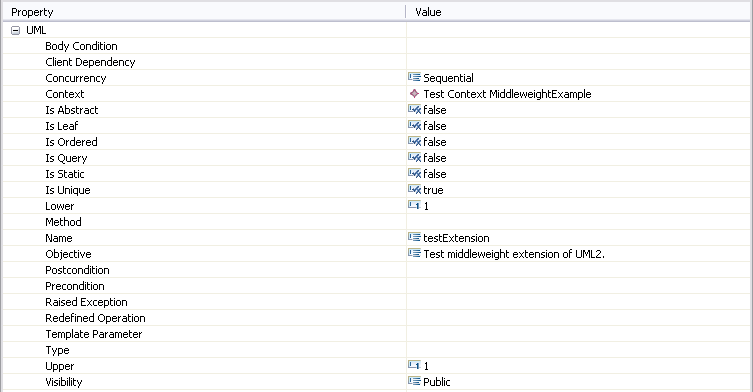 Property Value
UML
Body Condition
Client Dependency
Concurrency Sequential
Context Test Context MiddleweightExample
Is Abstract false
Is Leaf false
Is Ordered false
Is Query false
Is Static false
Is Unique true
Lower 1
Method
Name testExtension
Objective Test middleweight extension of UML2.
Postcondition
Precondition
Raised Exception
Redefined Operation
Template Parameter
Type
Upper 1
Visibility Public